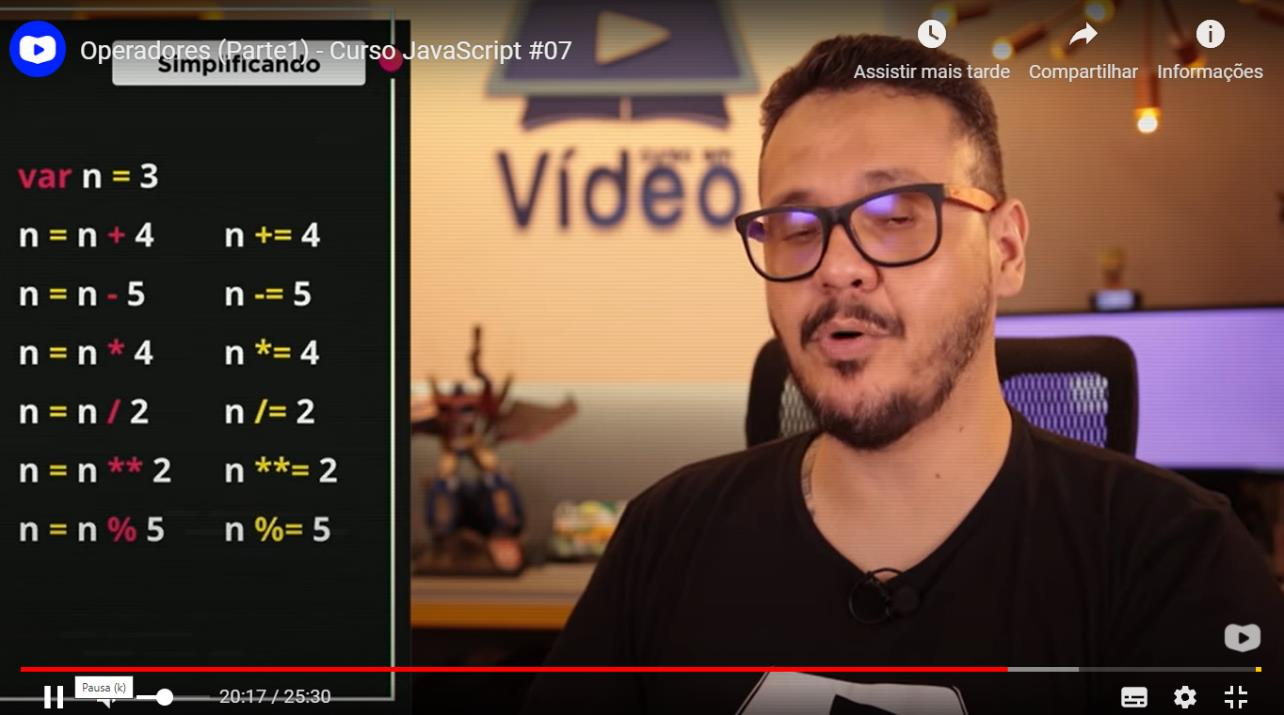 Operadores (Parte1) - Curso JavaScript #07
Assistir mais tarde
Compartilhar
Informações
Simplificando
Vídeo
var n = 3
n = n + 4 n += 4
n = n - 5 n -= 5
n = n * 4 n *= 4
n = n / 2 n /= 2
n = n ** 2 n **= 2
n = n % 5 n %= 5
Pausa (k)
20:17 / 25:30